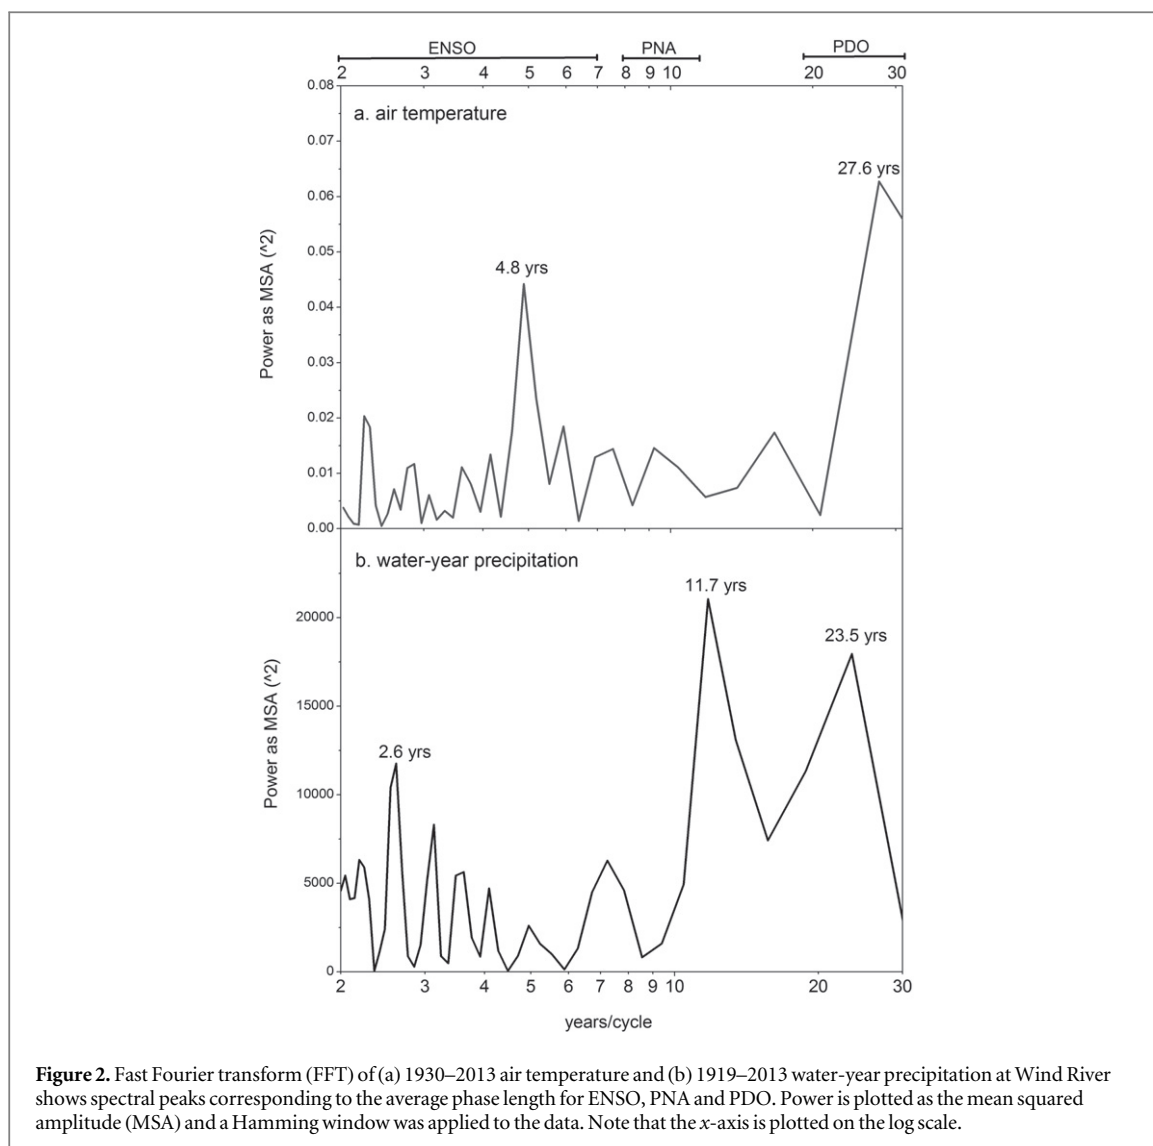 ENSO PNA PDO
2 3 4 5 6 7 8 9 10 20 30
0.08
a. air temperature
0.07
27.6 yrs
0.06
0.05
4.8 yrs
0.04
0.03
0.02
0.01
0.00
Power as MSA (^2)
b. water-year precipitation
11.7 yrs
20000
23.5 yrs
15000
2.6 yrs
10000
5000
0
Power as MSA (^2)
2 3 4 5 6 7 8 9 10 20 30
years/cycle
Figure 2. Fast Fourier transform (FFT) of (a) 1930–2013 air temperature and (b) 1919–2013 water-year precipitation at Wind River
shows spectral peaks corresponding to the average phase length for ENSO, PNA and PDO. Power is plotted as the mean squared
amplitude (MSA) and a Hamming window was applied to the data. Note that the x-axis is plotted on the log scale.